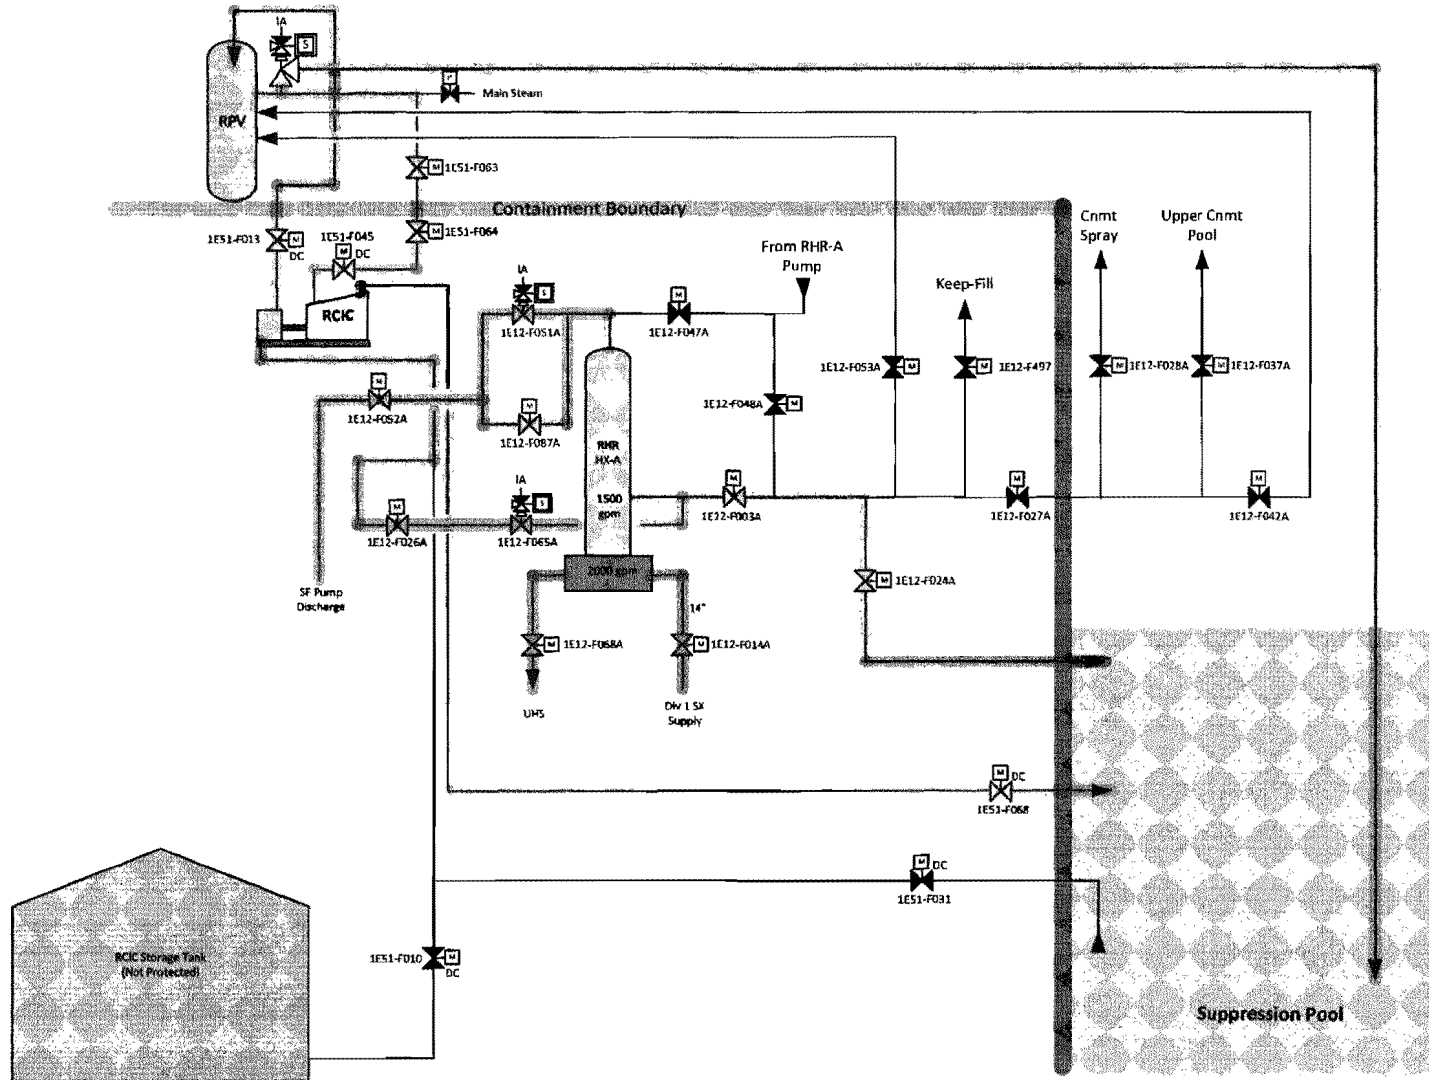 IA
S
Main Steam
RPV
M
1E51-F063
Containment Boundary
Cnmt
Spray
Upper Cnmt
Pool
1E51-F013
M
DC
1E51-F045
M
DC
M
1E51-F064
From RHR-A
Pump
Keep-Fill
IA
S
M
RCIC
1E12-F051A
1E12-F047A
1E12-F053A
M
M
1E12-F497
M
1E12-F028A
M
1E12-F037A
M
1E12-F052A
M
1E12-F087A
1E12-F048A
M
RHR
HX-A
1500
gpm
M
1E12-F003A
M
1E12-F027A
M
1E12-F042A
M
1E12-F026A
IA
S
1E12-F065A
2000 gpm
M
1E12-F024A
SF Pump
Discharge
14"
M
1E12-F068A
M
1E12-F014A
UHS
Div 1 SX
Supply
M
DC
1E51-F068
M
DC
1E51-F031
RCIC Storage Tank
(Not Protected)
1E51-F010
M
DC
Suppression Pool